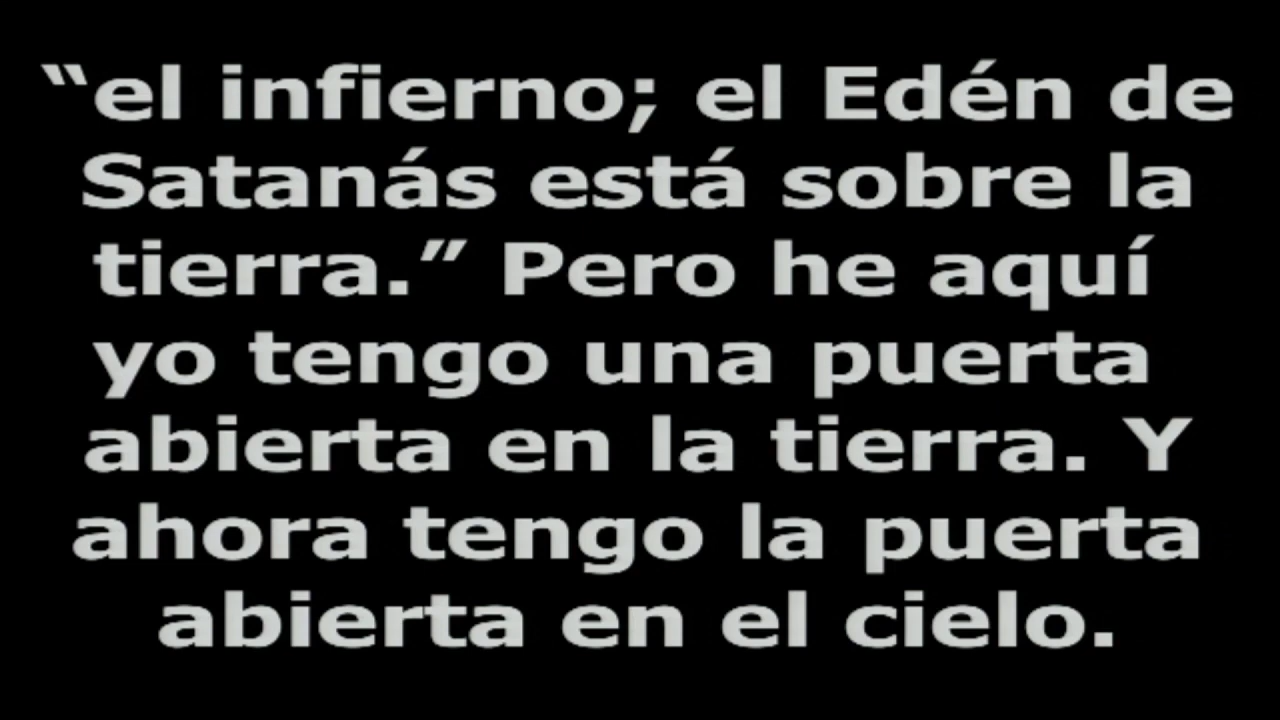 “el infierno; el Edén de
Satanás está sobre la
tierra.” Pero he aquí
yo tengo una puerta
abierta en la tierra. Y
ahora tengo la puerta
abierta en el cielo.